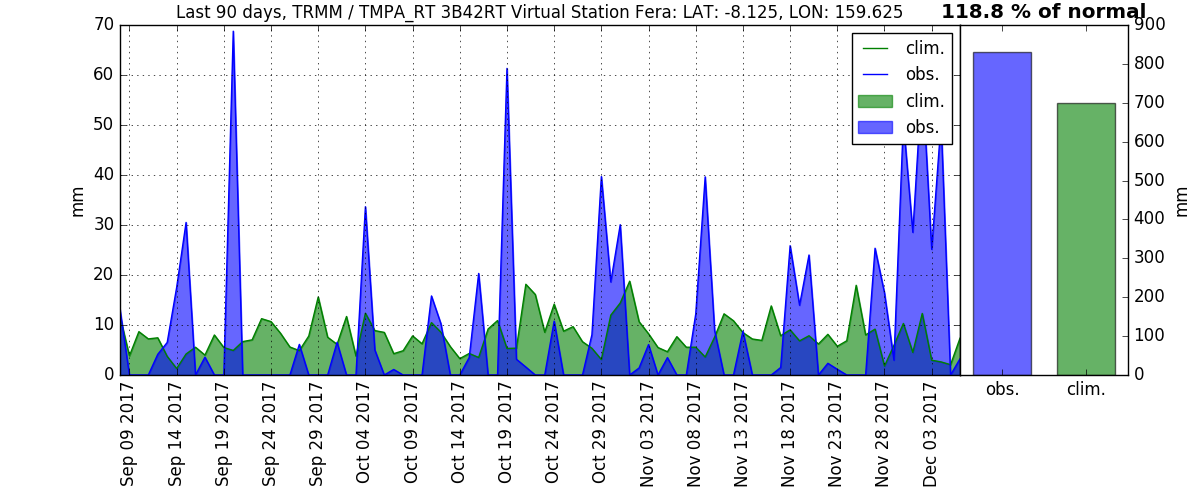 Last 90 days, TRMM / TMPA_RT 3B42RT Virtual Station Fera: LAT: -8.125, LON: 159.625
118.8 % of normal
mm
70
60
50
40
30
20
10
0
clim.
obs.
clim.
obs.
Sep 09 2017
Sep 14 2017
Sep 19 2017
Sep 24 2017
Sep 29 2017
Oct 04 2017
Oct 09 2017
Oct 14 2017
Oct 19 2017
Oct 24 2017
Oct 29 2017
Nov 03 2017
Nov 08 2017
Nov 13 2017
Nov 18 2017
Nov 23 2017
Nov 28 2017
Dec 03 2017
900
800
700
600
500
400
300
200
100
0
mm
obs.
clim.